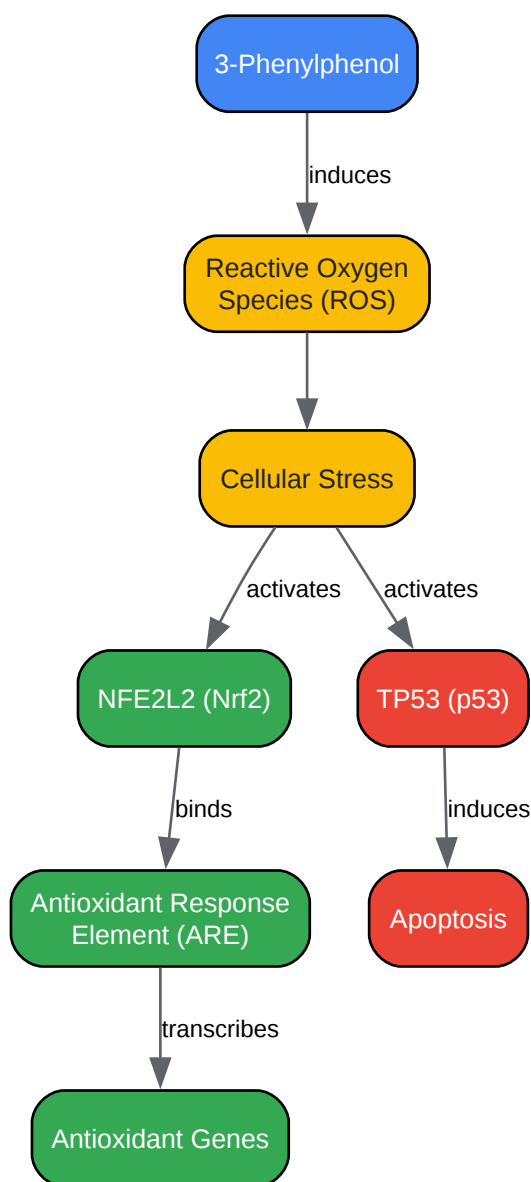 3-Phenylphenol
induces
Reactive Oxygen
Species (ROS)
Cellular Stress
activates
activates
NFE2L2 (Nrf2)
TP53 (p53)
binds
induces
Antioxidant Response
Element (ARE)
Apoptosis
transcribes
Antioxidant Genes